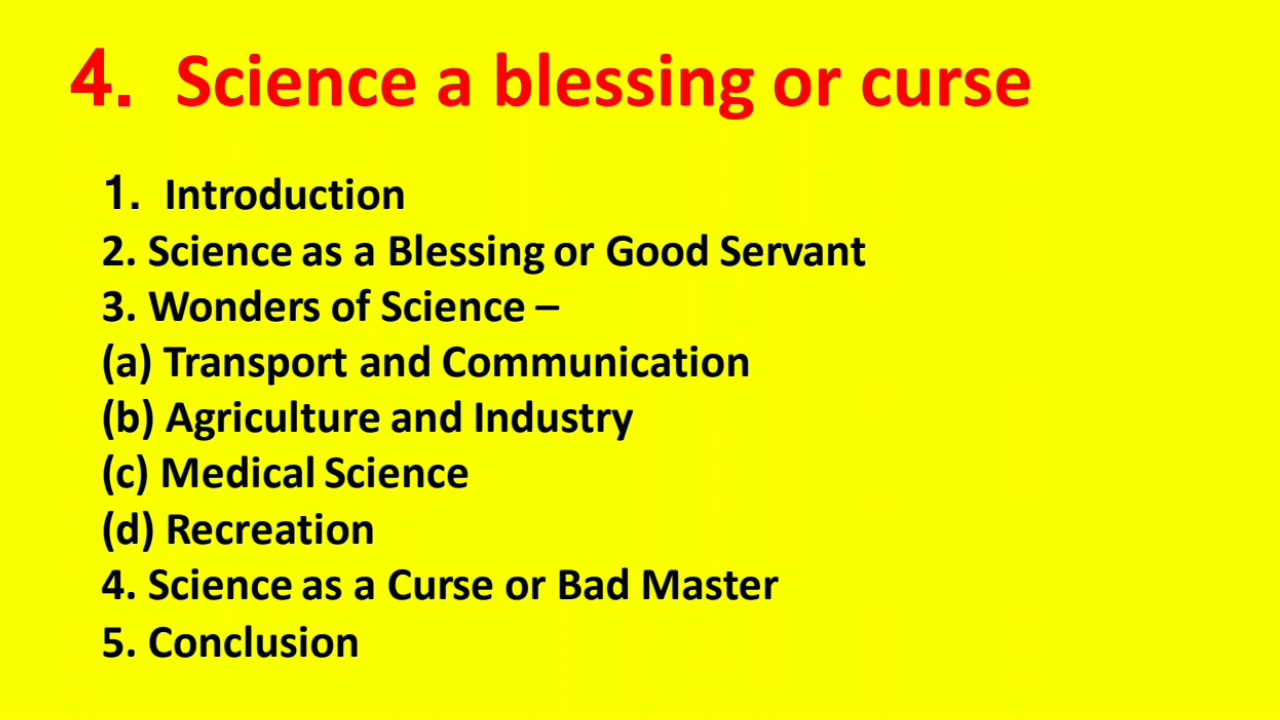 4. Science a blessing or curse
1. Introduction
2. Science as a Blessing or Good Servant
3. Wonders of Science –
(a) Transport and Communication
(b) Agriculture and Industry
(c) Medical Science
(d) Recreation
4. Science as a Curse or Bad Master
5. Conclusion